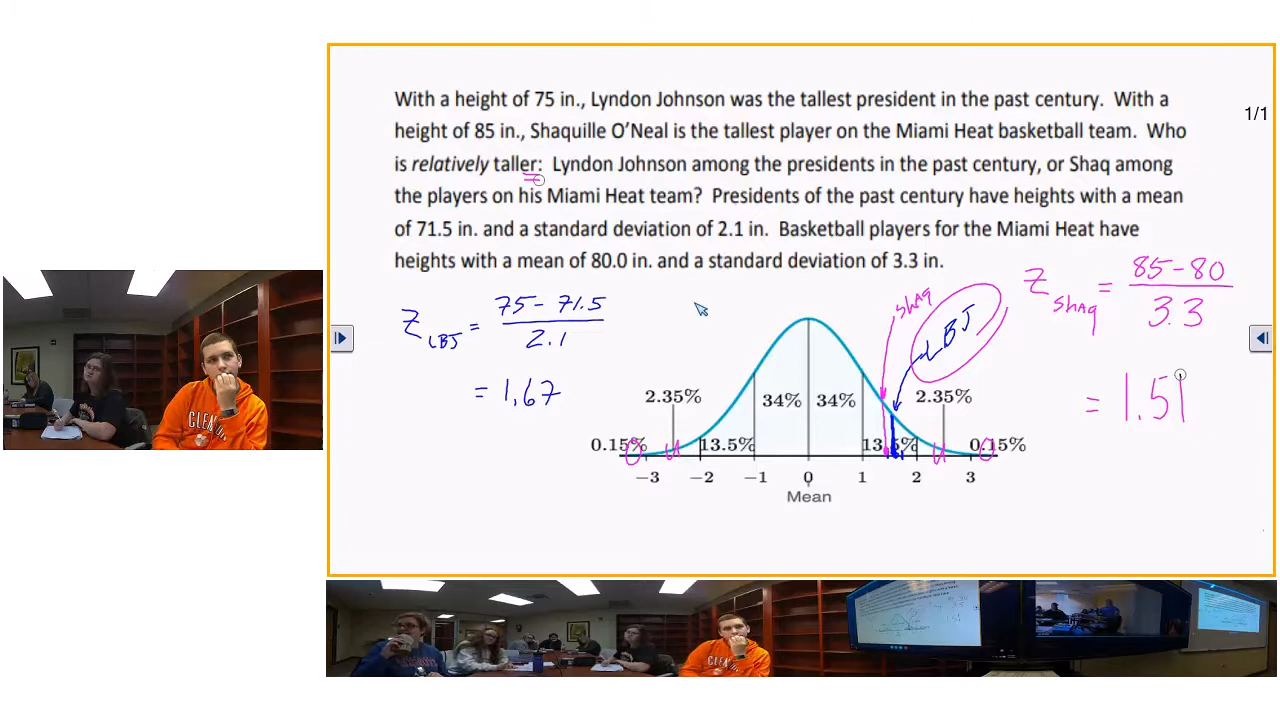 With a height of 75 in., Lyndon Johnson was the tallest president in the past century. With a
height of 85 in., Shaquille O'Neal is the tallest player on the Miami Heat basketball team. Who
is relatively taller: Lyndon Johnson among the presidents in the past century, or Shaq among
the players on his Miami Heat team? Presidents of the past century have heights with a mean
of 71.5 in. and a standard deviation of 2.1 in. Basketball players for the Miami Heat have
heights with a mean of 80.0 in. and a standard deviation of 3.3 in.
1/1
Z LBJ = 75 - 71.5 / 2.1
= 1.67
Z SHAQ = 85 - 80 / 3.3
= 1.51
SHAQ
LBJ
2.35% 34% 34% 2.35%
0.15% 13.5% 13.5% 0.15%
U U
−3 −2 −1 0 1 2 3
Mean
CLEM
CLEM